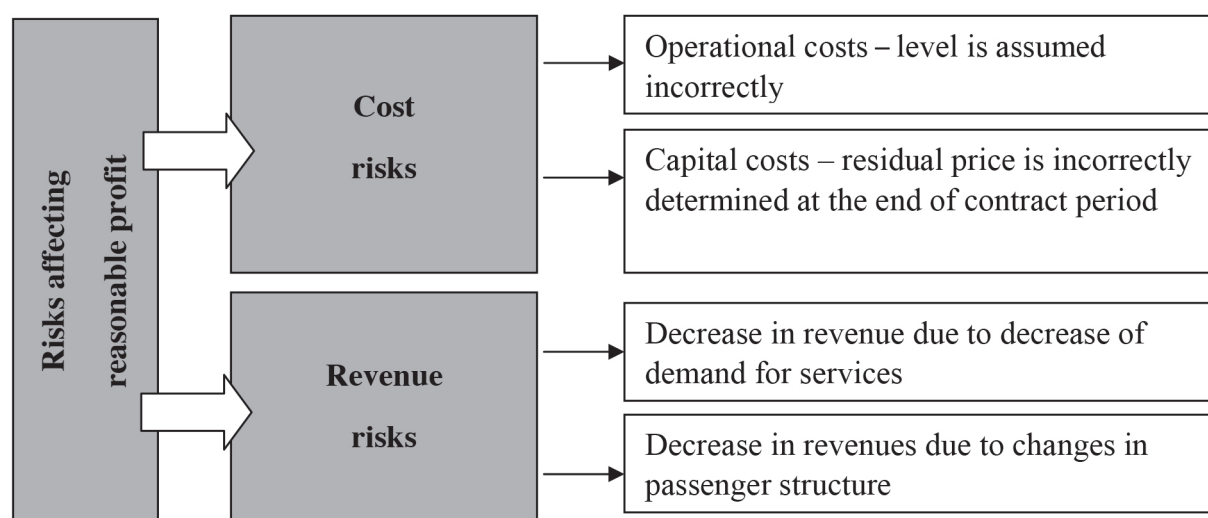 Risks affecting
reasonable profit
Cost
risks
Operational costs – level is assumed
incorrectly
Capital costs – residual price is incorrectly
determined at the end of contract period
Revenue
risks
Decrease in revenue due to decrease of
demand for services
Decrease in revenues due to changes in
passenger structure